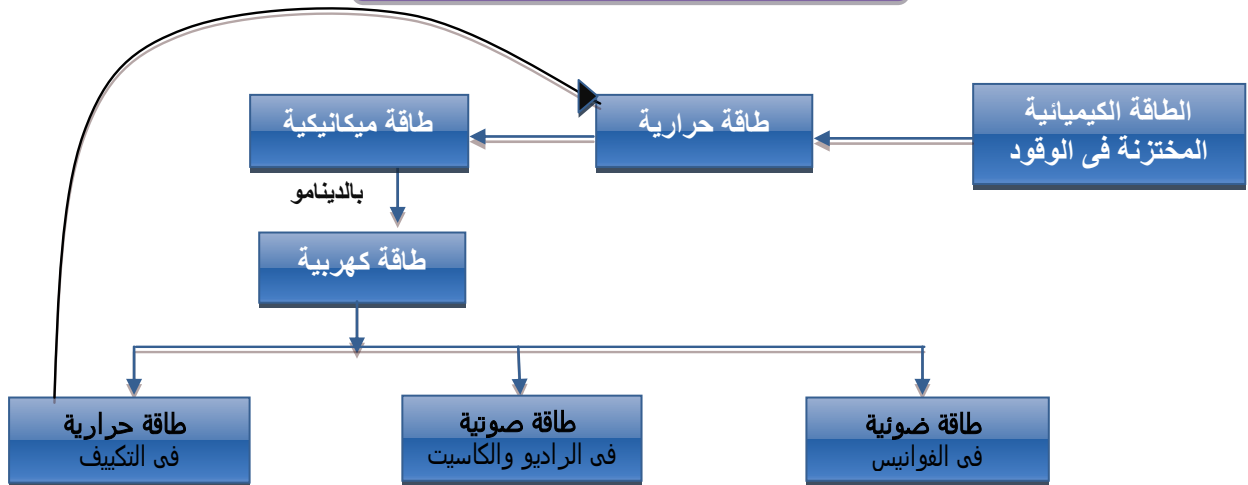 الطاقة الكيميائية
المختزنة فى الوقود
طاقة حرارية
طاقة ميكانيكية
بالدينامو
طاقة كهربية
طاقة ضوئية
فى الفوانيس
طاقة صوتية
فى الراديو والكاسيت
طاقة حرارية
فى التكييف